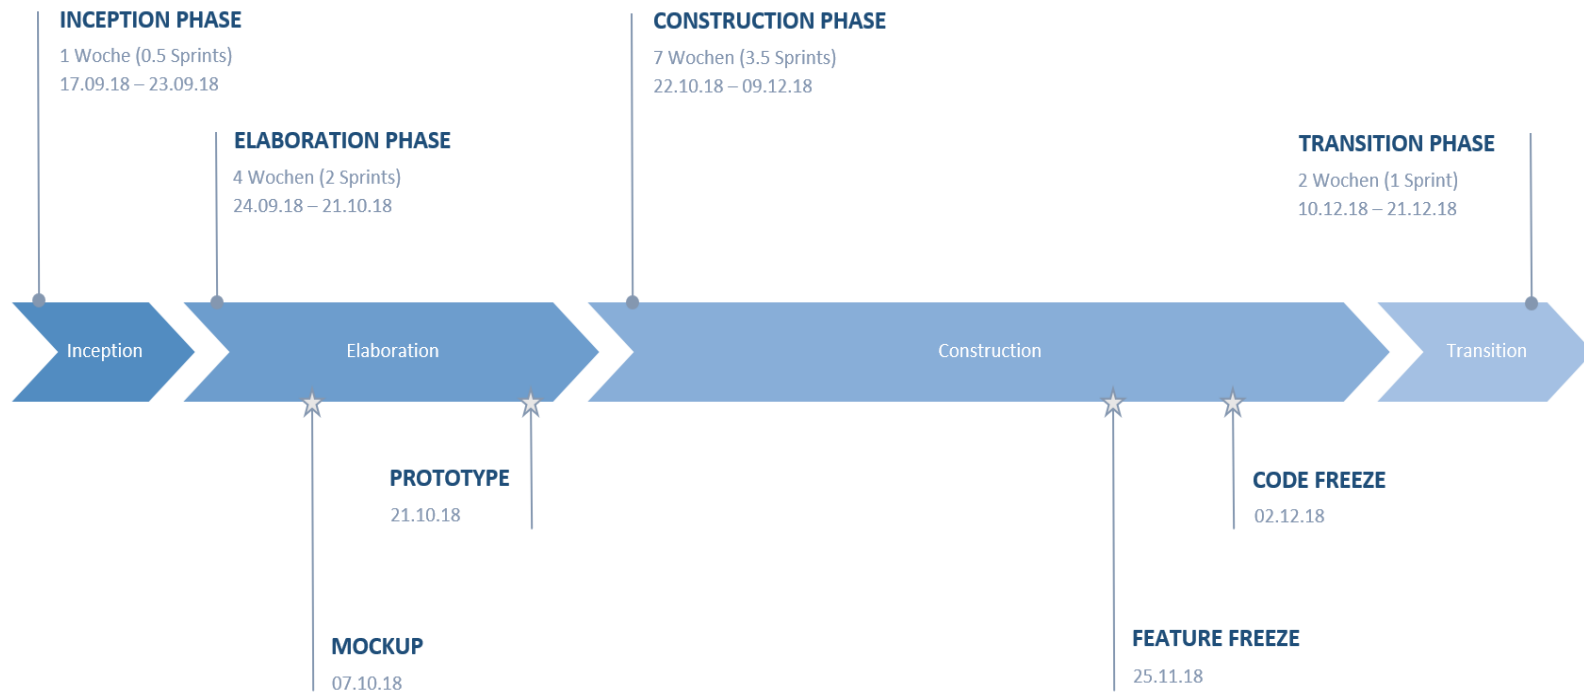 INCEPTION PHASE
1 Woche (0.5 Sprints)
17.09.18 – 23.09.18
CONSTRUCTION PHASE
7 Wochen (3.5 Sprints)
22.10.18 – 09.12.18
ELABORATION PHASE
4 Wochen (2 Sprints)
24.09.18 – 21.10.18
TRANSITION PHASE
2 Wochen (1 Sprint)
10.12.18 – 21.12.18
Inception
Elaboration
Construction
Transition
PROTOTYPE
21.10.18
CODE FREEZE
02.12.18
MOCKUP
07.10.18
FEATURE FREEZE
25.11.18